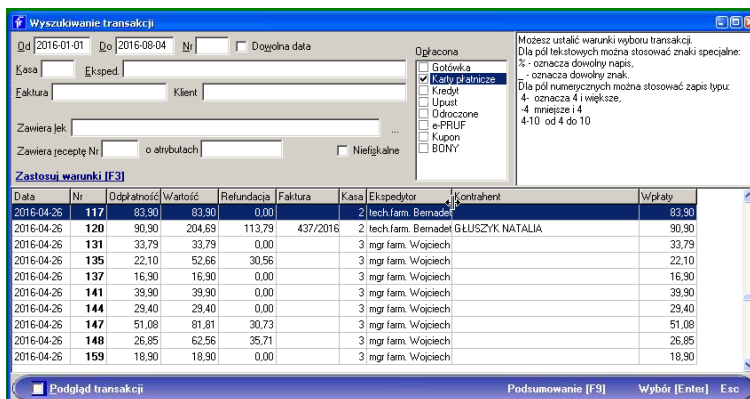 Wyszukiwanie transakcji
Od 2016-01-01 Do 2016-08-04 Nr Dowolna data
Kasa Eksped.
Faktura Klient
Zawiera lek ...
Zawiera receptę Nr o atrybutach Niefiskalne
Zastosuj warunki [F3]
Opłacona
Gotówka
Karty płatnicze
Kredyt
Upust
Odroczone
e-PRUF
Kupon
BONY
Możesz ustalić warunki wyboru transakcji.
Dla pól tekstowych można stosować znaki specjalne:
% - oznacza dowolny napis,
_ - oznacza dowolny znak.
Dla pól numerycznych można stosować zapis typu:
4- oznacza 4 i większe,
-4 mniejsze i 4
4-10 od 4 do 10
Data Nr Odpłatność Wartość Refundacja Faktura Kasa Ekspedytor Kontrahent Wpłaty
2016-04-26 117 83,90 83,90 0,00 2 tech.farm. Bernadet 83,90
2016-04-26 120 90,90 204,69 113,79 437/2016 2 tech.farm. Bernadet GŁUSZYK NATALIA 90,90
2016-04-26 131 33,79 33,79 0,00 3 mgr farm. Wojciech 33,79
2016-04-26 135 22,10 52,66 30,56 3 mgr farm. Wojciech 22,10
2016-04-26 137 16,90 16,90 0,00 3 mgr farm. Wojciech 16,90
2016-04-26 141 39,90 39,90 0,00 3 mgr farm. Wojciech 39,90
2016-04-26 144 29,40 29,40 0,00 3 mgr farm. Wojciech 29,40
2016-04-26 147 51,08 81,81 30,73 3 mgr farm. Wojciech 51,08
2016-04-26 148 26,85 62,56 35,71 3 mgr farm. Wojciech 26,85
2016-04-26 159 18,90 18,90 0,00 3 mgr farm. Wojciech 18,90
Podgląd transakcji Podsumowanie [F9] Wybór [Enter] Esc